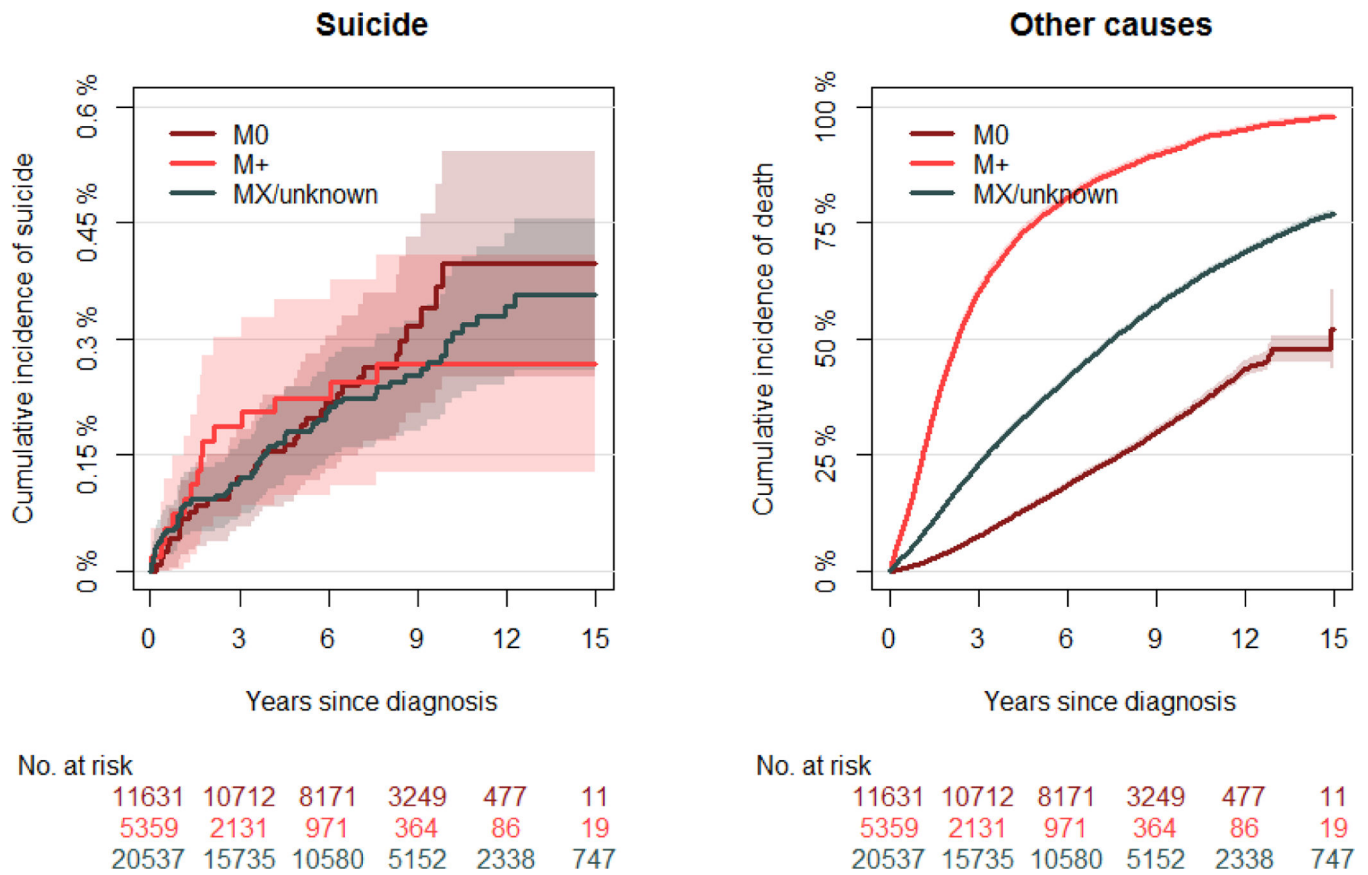 Suicide
Cumulative incidence of suicide
0.6 %
0.45 %
0.3 %
0.15 %
0 %
M0
M+
MX/unknown
0 3 6 9 12 15
Years since diagnosis
No. at risk
11631 10712 8171 3249 477 11
5359 2131 971 364 86 19
20537 15735 10580 5152 2338 747
Other causes
Cumulative incidence of death
100 %
75 %
50 %
25 %
0 %
M0
M+
MX/unknown
0 3 6 9 12 15
Years since diagnosis
No. at risk
11631 10712 8171 3249 477 11
5359 2131 971 364 86 19
20537 15735 10580 5152 2338 747